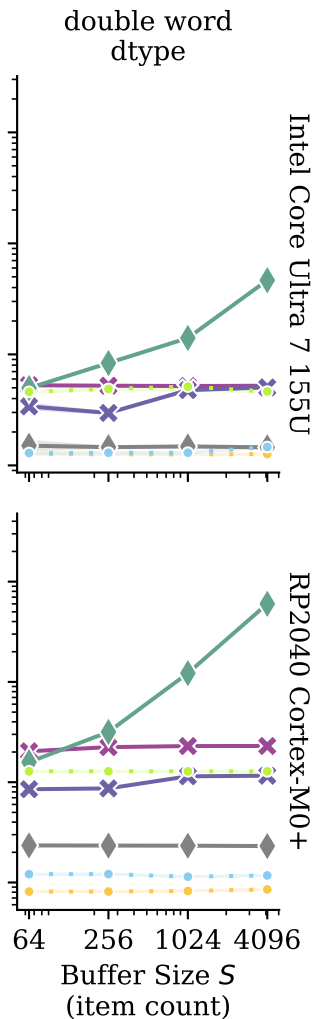 double word
dtype
Intel Core Ultra 7 155U
RP2040 Cortex-M0+
64 256 1024 4096
Buffer Size S
(item count)